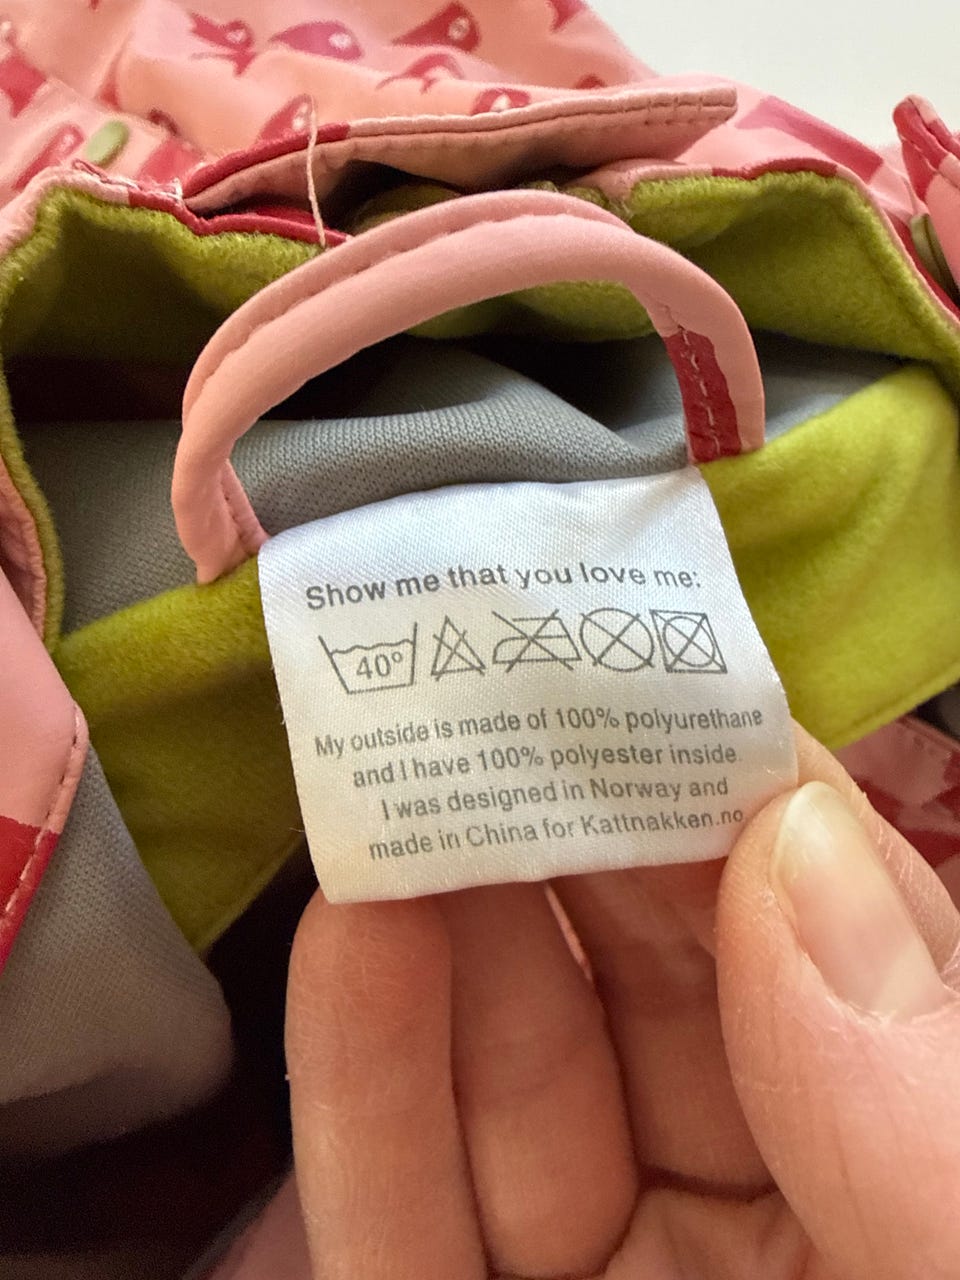 Show me that you love me:
40°
My outside is made of 100% polyurethane
and I have 100% polyester inside.
I was designed in Norway and
made in China for Kattnakken.no